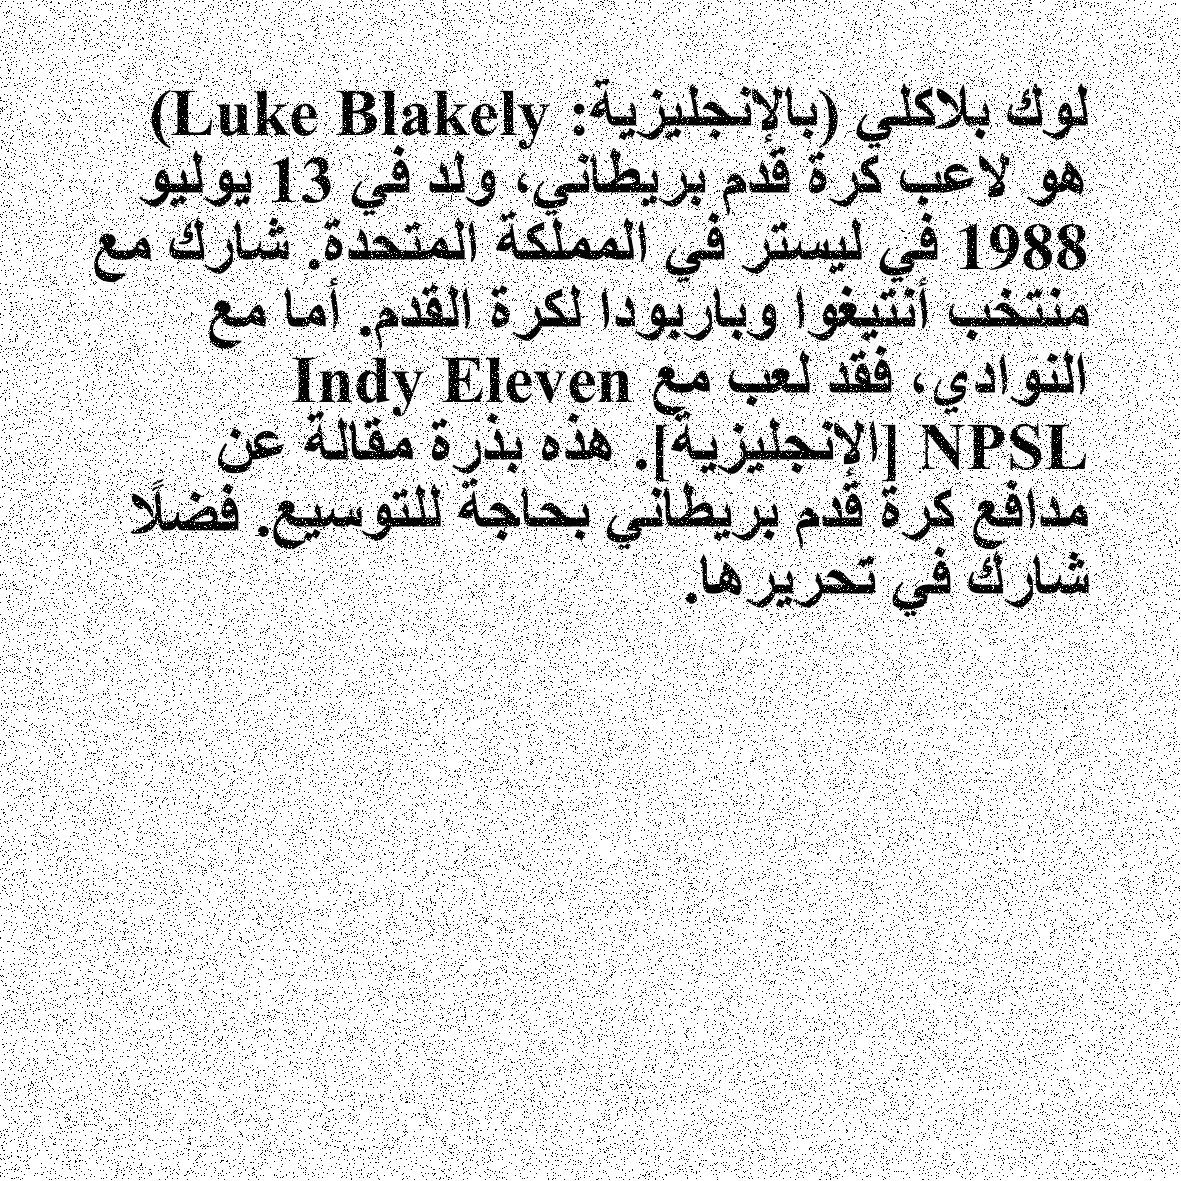 لوك بلاكلي (بالإنجليزية: Luke Blakely)
هو لاعب كرة قدم بريطاني، ولد في 13 يوليو
1988 في ليستر في المملكة المتحدة. شارك مع
منتخب أنتيغوا وباربودا لكرة القدم. أما مع
النوادي، فقد لعب مع Indy Eleven
NPSL [الإنجليزية]. هذه بذرة مقالة عن
مدافع كرة قدم بريطاني بحاجة للتوسيع. فضلًا
شارك في تحريرها.